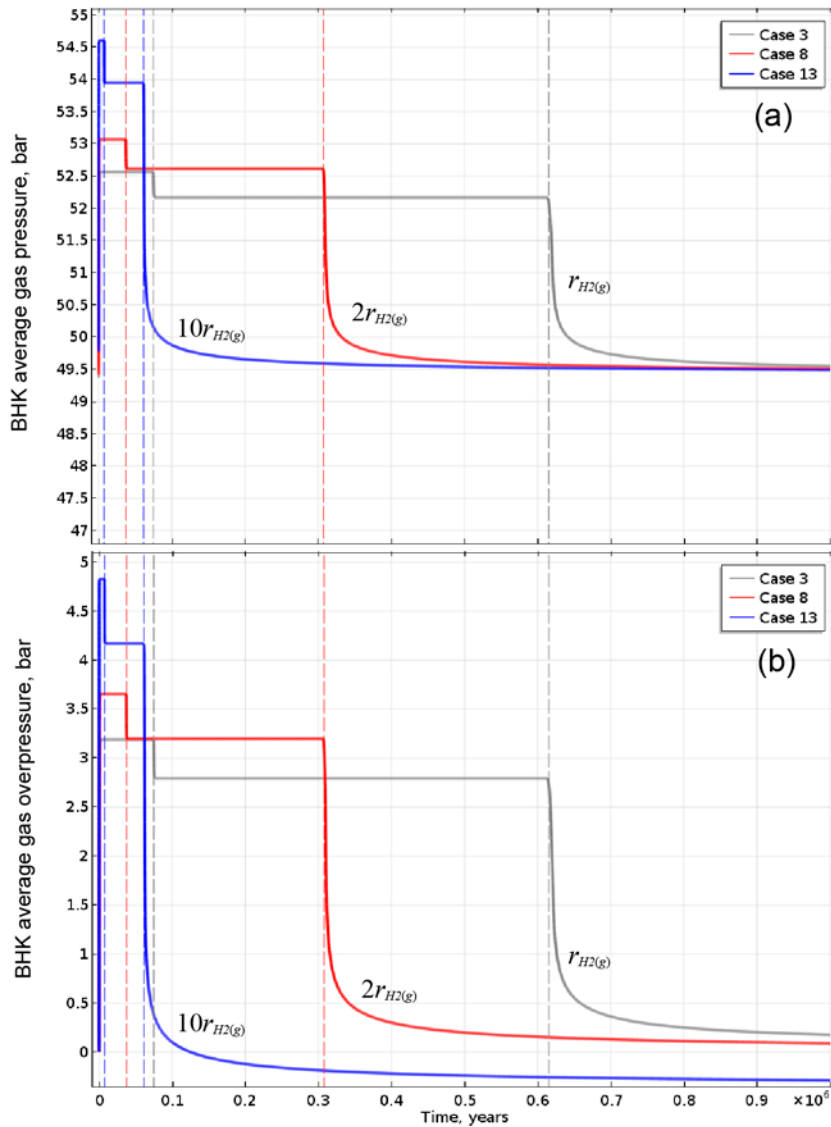 55
54.5
54
53.5
53
52.5
52
51.5
51
50.5
50
49.5
49
48.5
48
47.5
47
BHK average gas pressure, bar
Case 3
Case 8
Case 13
(a)
10rH2(g)
2rH2(g)
rH2(g)
5
4.5
4
3.5
3
2.5
2
1.5
1
0.5
0
BHK average gas overpressure, bar
Case 3
Case 8
Case 13
(b)
10rH2(g)
2rH2(g)
rH2(g)
0 0.1 0.2 0.3 0.4 0.5 0.6 0.7 0.8 0.9 ×10⁶
Time, years